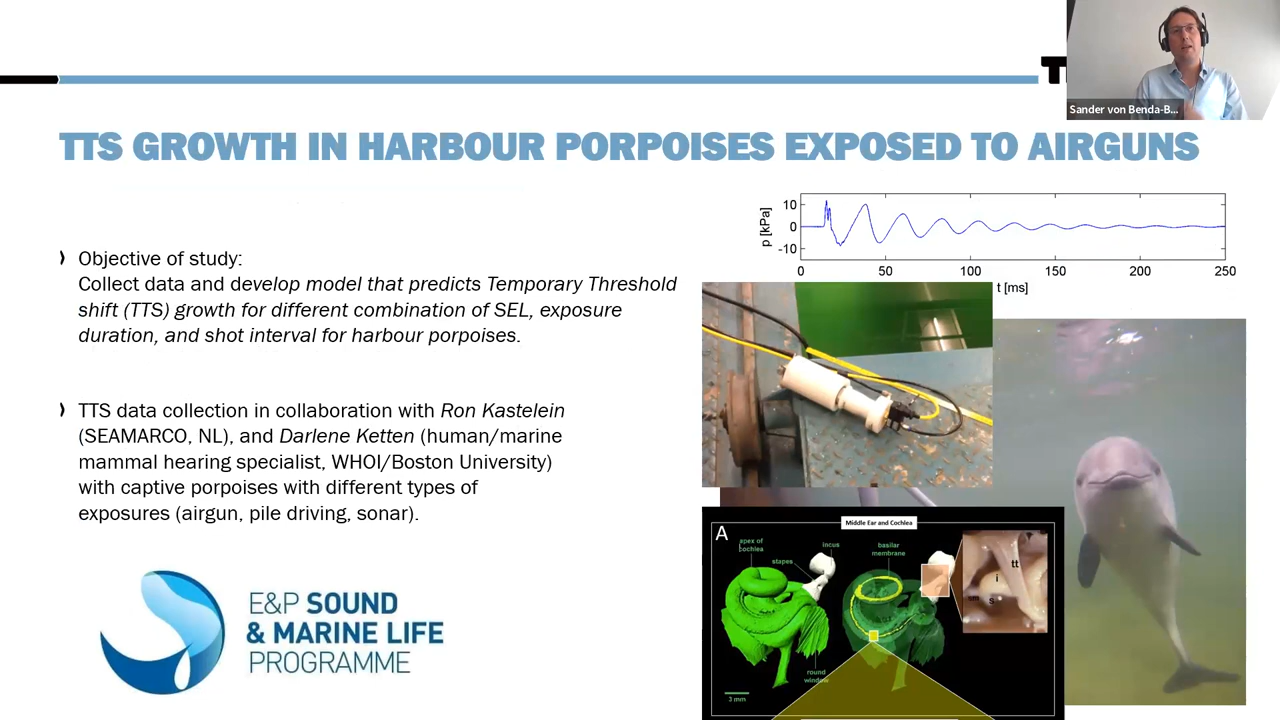 Sander von Benda-B...
TTS GROWTH IN HARBOUR PORPOISES EXPOSED TO AIRGUNS
Objective of study:
Collect data and develop model that predicts Temporary Threshold
shift (TTS) growth for different combination of SEL, exposure
duration, and shot interval for harbour porpoises.
TTS data collection in collaboration with Ron Kastelein
(SEAMARCO, NL), and Darlene Ketten (human/marine
mammal hearing specialist, WHOI/Boston University)
with captive porpoises with different types of
exposures (airgun, pile driving, sonar).
E&P SOUND
& MARINE LIFE
PROGRAMME
p [kPa]
10
0
-10
0 50 100 150 200 250
t [ms]
Middle Ear and Cochlea
A
apex of
cochlea
stapes
incus
basilar
membrane
round
window
3 mm
tt
i
s